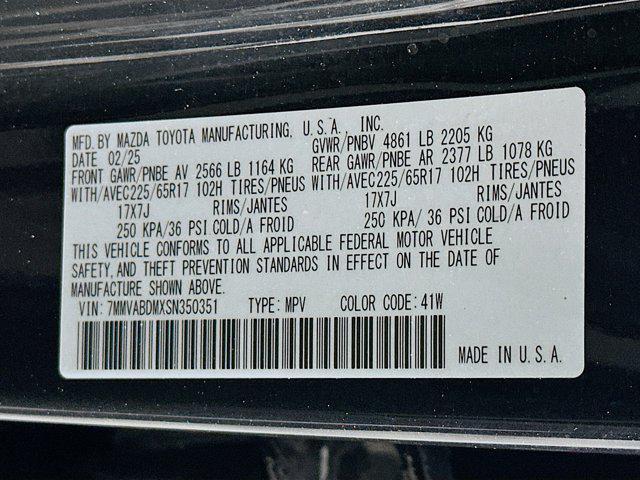 MFD. BY MAZDA TOYOTA MANUFACTURING, U.S.A., INC.
DATE 02/25 GVWR/PNBV 4861 LB 2205 KG
FRONT GAWR/PNBE AV 2566 LB 1164 KG REAR GAWR/PNBE AR 2377 LB 1078 KG
WITH/AVEC225/65R17 102H TIRES/PNEUS WITH/AVEC225/65R17 102H TIRES/PNEUS
17X7J RIMS/JANTES 17X7J RIMS/JANTES
250 KPA/36 PSI COLD/A FROID 250 KPA/36 PSI COLD/A FROID
THIS VEHICLE CONFORMS TO ALL APPLICABLE FEDERAL MOTOR VEHICLE
SAFETY, AND THEFT PREVENTION STANDARDS IN EFFECT ON THE DATE OF
MANUFACTURE SHOWN ABOVE.
VIN: 7MMVABDMXSN350351 TYPE: MPV COLOR CODE: 41W
MADE IN U.S.A.